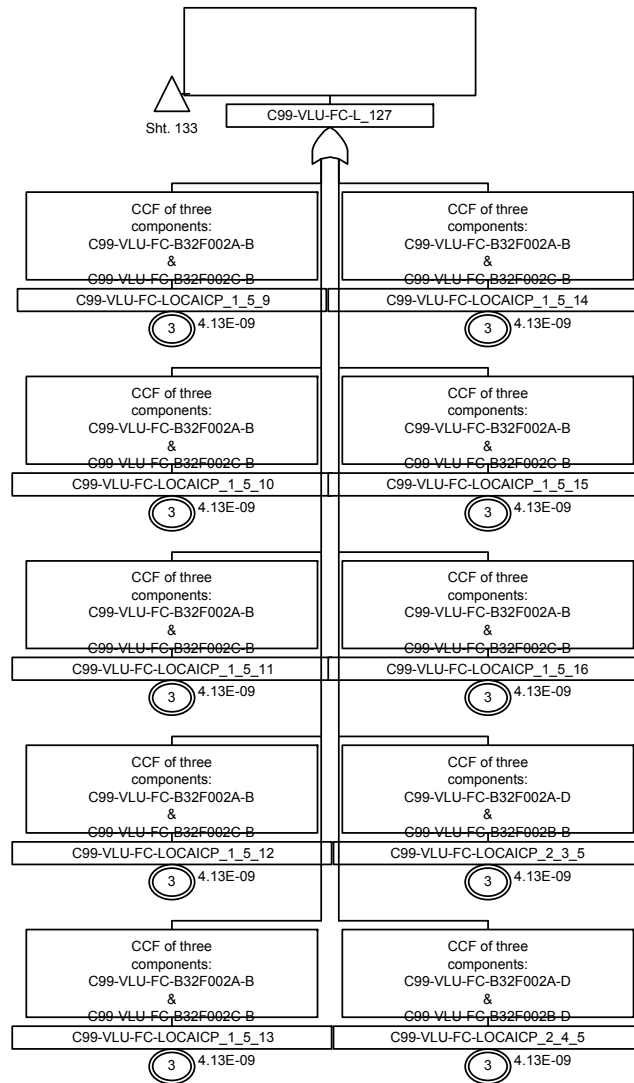 C99-VLU-FC-L_127
Sht. 133
CCF of three
components:
C99-VLU-FC-B32F002A-B
&
C99-VLU-FC-B32F002C-B
C99-VLU-FC-LOCAICP_1_5_9
3
4.13E-09
CCF of three
components:
C99-VLU-FC-B32F002A-B
&
C99-VLU-FC-B32F002C-B
C99-VLU-FC-LOCAICP_1_5_14
3
4.13E-09
CCF of three
components:
C99-VLU-FC-B32F002A-B
&
C99-VLU-FC-B32F002C-B
C99-VLU-FC-LOCAICP_1_5_10
3
4.13E-09
CCF of three
components:
C99-VLU-FC-B32F002A-B
&
C99-VLU-FC-B32F002C-B
C99-VLU-FC-LOCAICP_1_5_15
3
4.13E-09
CCF of three
components:
C99-VLU-FC-B32F002A-B
&
C99-VLU-FC-B32F002C-B
C99-VLU-FC-LOCAICP_1_5_11
3
4.13E-09
CCF of three
components:
C99-VLU-FC-B32F002A-B
&
C99-VLU-FC-B32F002C-B
C99-VLU-FC-LOCAICP_1_5_16
3
4.13E-09
CCF of three
components:
C99-VLU-FC-B32F002A-B
&
C99-VLU-FC-B32F002C-B
C99-VLU-FC-LOCAICP_1_5_12
3
4.13E-09
CCF of three
components:
C99-VLU-FC-B32F002A-D
&
C99-VLU-FC-B32F002B-B
C99-VLU-FC-LOCAICP_2_3_5
3
4.13E-09
CCF of three
components:
C99-VLU-FC-B32F002A-B
&
C99-VLU-FC-B32F002C-B
C99-VLU-FC-LOCAICP_1_5_13
3
4.13E-09
CCF of three
components:
C99-VLU-FC-B32F002A-D
&
C99-VLU-FC-B32F002B-D
C99-VLU-FC-LOCAICP_2_4_5
3
4.13E-09